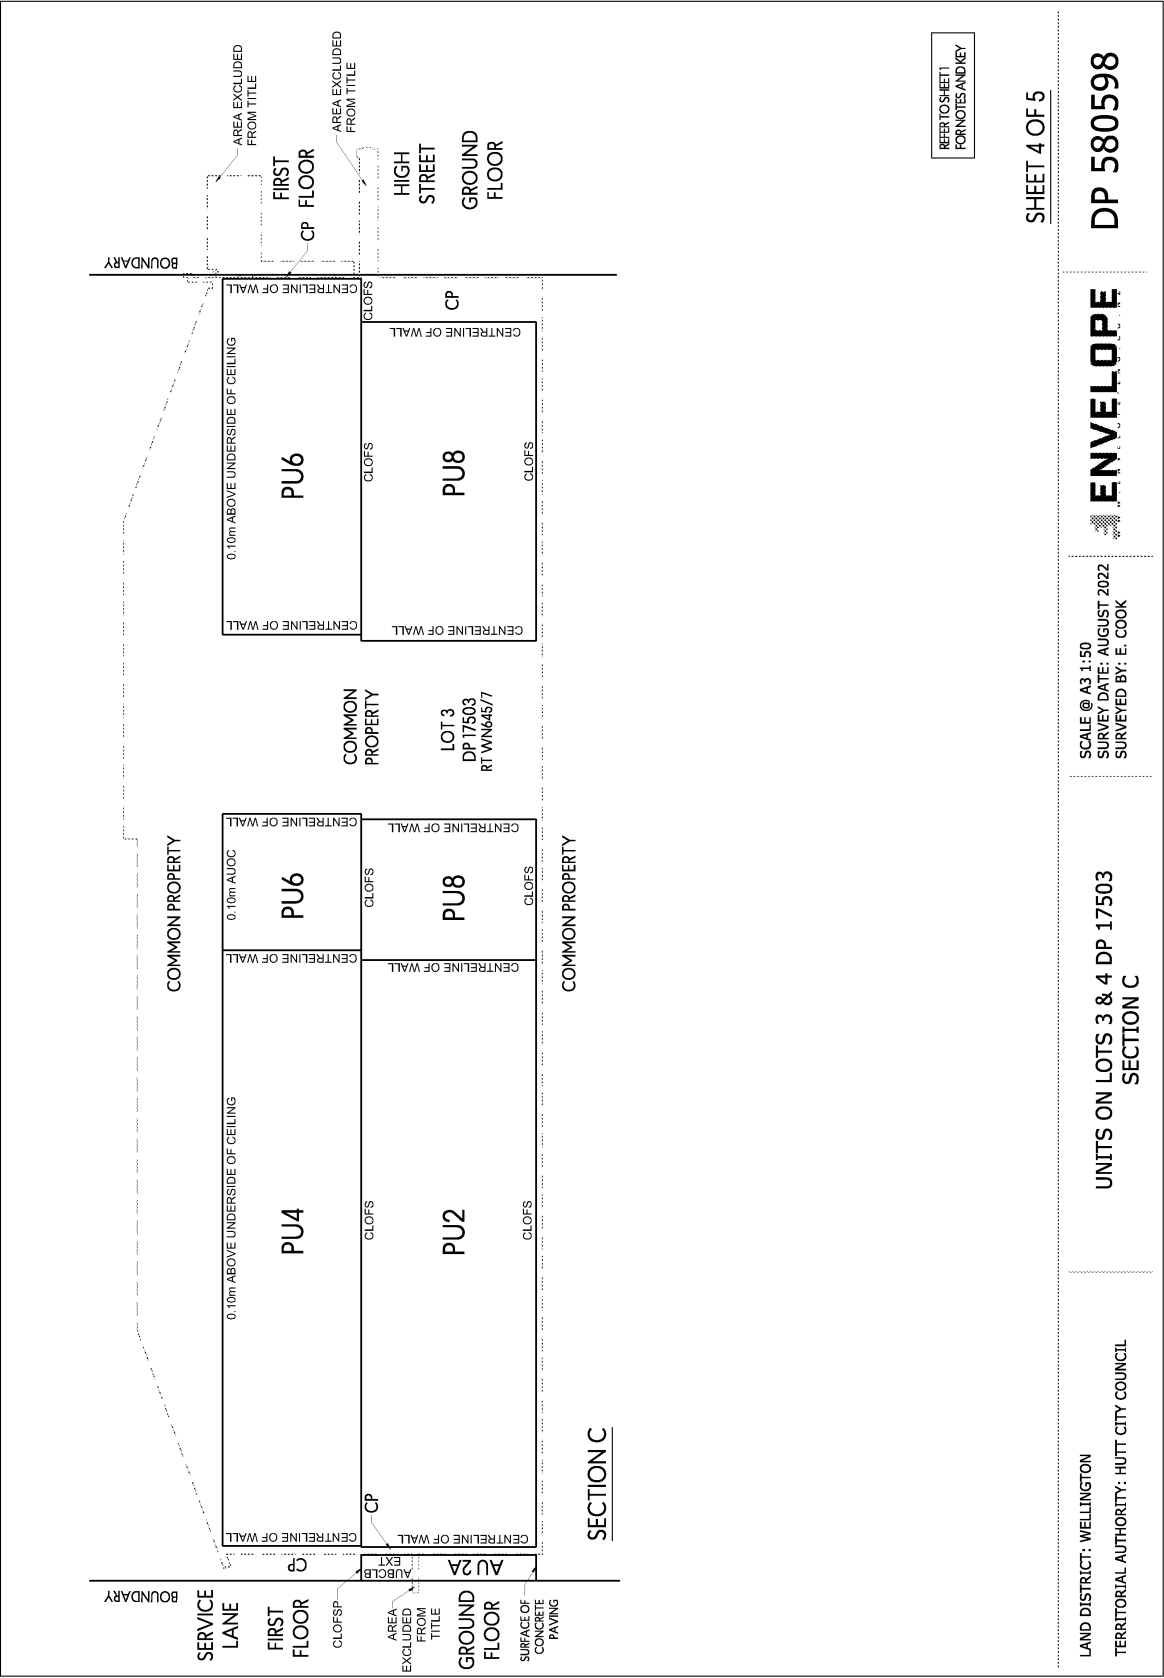 BOUNDARY
SERVICE
LANE
FIRST
FLOOR
CLOFSP
AREA
EXCLUDED
FROM
TITLE
GROUND
FLOOR
SURFACE OF
CONCRETE
PAVING
CP
AUBCLB
EXT
AU 2A
CP
CENTRELINE OF WALL
CENTRELINE OF WALL
0.10m ABOVE UNDERSIDE OF CEILING
PU4
CLOFS
PU2
CLOFS
CENTRELINE OF WALL
CENTRELINE OF WALL
COMMON PROPERTY
0.10m AUOC
PU6
CLOFS
PU8
CLOFS
COMMON PROPERTY
CENTRELINE OF WALL
CENTRELINE OF WALL
COMMON
PROPERTY
LOT 3
DP 17503
RT WN645/7
CENTRELINE OF WALL
CENTRELINE OF WALL
0.10m ABOVE UNDERSIDE OF CEILING
PU6
CLOFS
PU8
CLOFS
CENTRELINE OF WALL
CENTRELINE OF WALL
CLOFS
CP
BOUNDARY
CP
FIRST
FLOOR
AREA EXCLUDED
FROM TITLE
AREA EXCLUDED
FROM TITLE
HIGH
STREET
GROUND
FLOOR
SECTION C
REFER TO SHEET 1
FOR NOTES AND KEY
SHEET 4 OF 5
LAND DISTRICT: WELLINGTON
TERRITORIAL AUTHORITY: HUTT CITY COUNCIL
UNITS ON LOTS 3 & 4 DP 17503
SECTION C
SCALE @ A3 1:50
SURVEY DATE: AUGUST 2022
SURVEYED BY: E. COOK
ENVELOPE
DP 580598